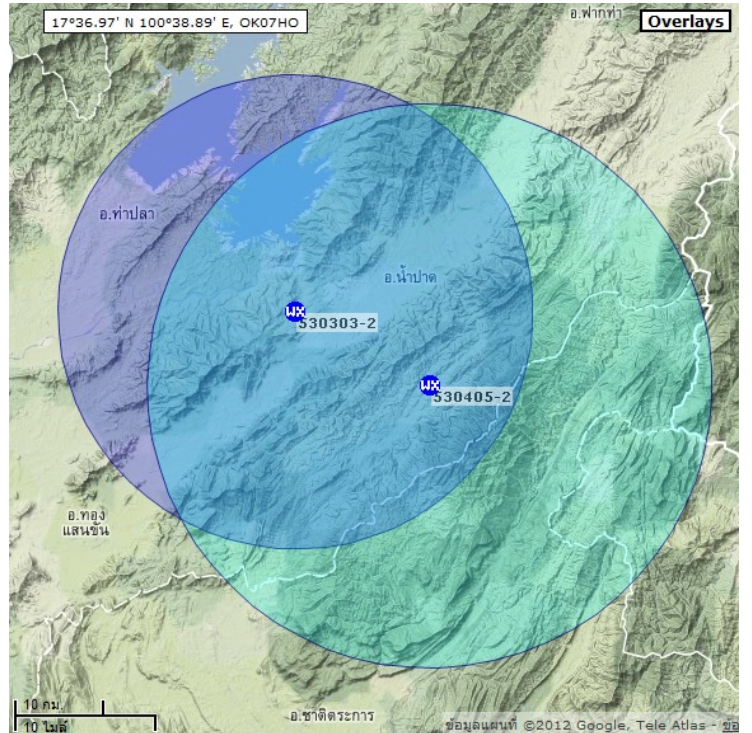 17°36.97' N 100°38.89' E, OK07HO
อ.ฟากท่า
Overlays
อ.ท่าปลา
อ.น้ำปาด
WX
530303-2
WX
530405-2
อ.ทอง
แสนขัน
10 กม.
10 ไมล์
อ.ชาติตระการ
ข้อมูลแผนที่ ©2012 Google, Tele Atlas -